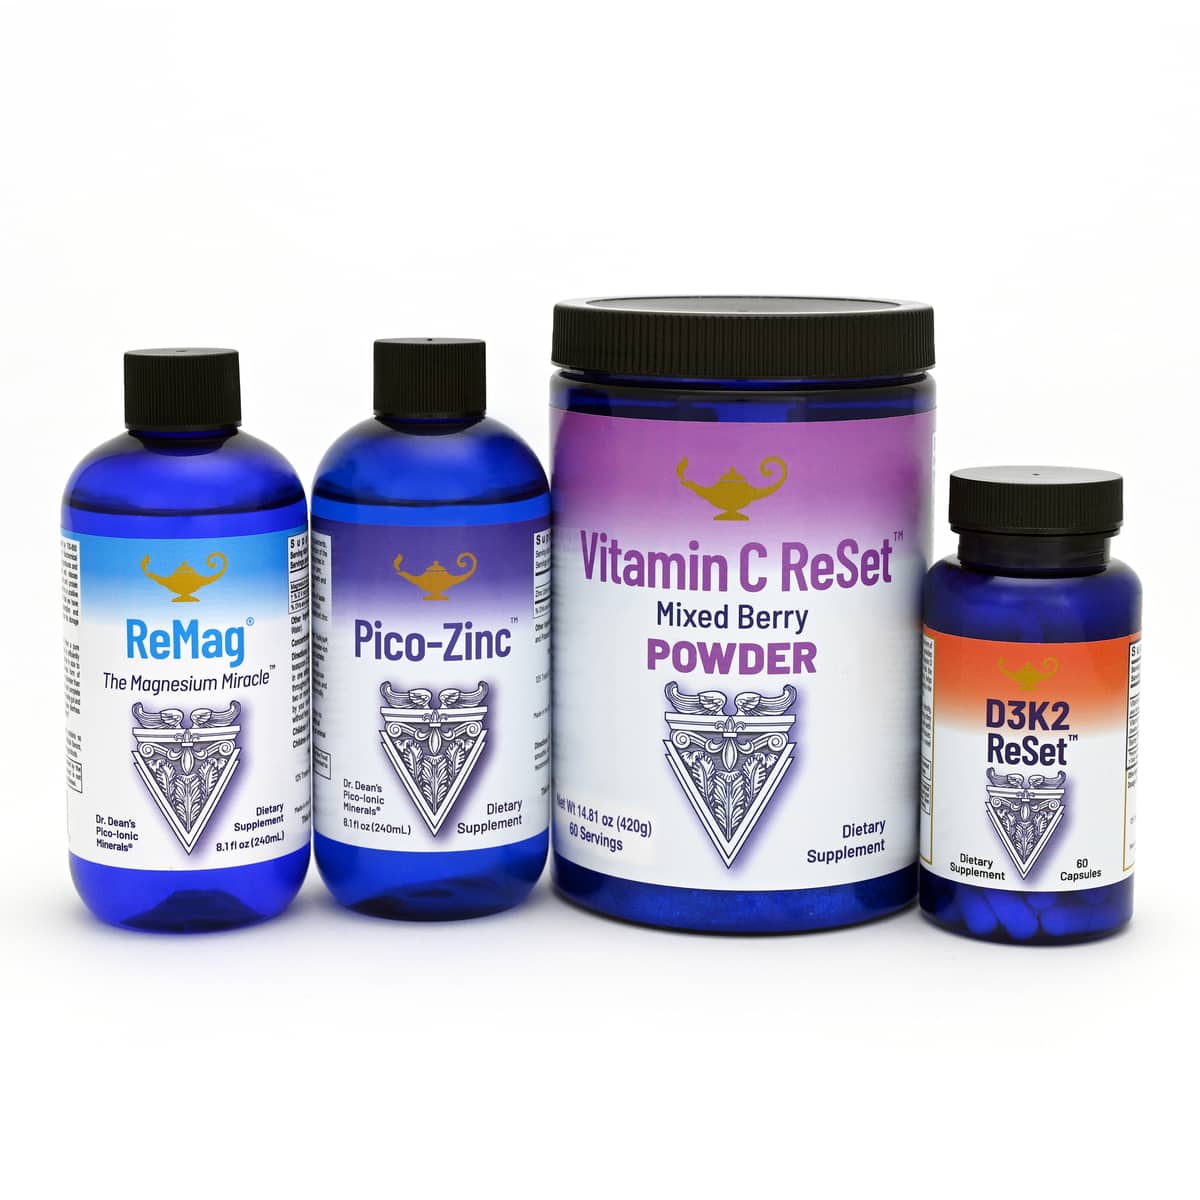 ReMag®
The Magnesium Miracle™
Dr. Dean's
Pico-Ionic
Minerals®
Dietary
Supplement
8.1 fl oz (240mL)
Pico-Zinc™
Dr. Dean's
Pico-Ionic
Minerals®
8.1 fl oz (240mL)
Dietary
Supplement
Vitamin C ReSet™
Mixed Berry
POWDER
Net Wt 14.81 oz (420g)
60 Servings
Dietary
Supplement
D3K2
ReSet™
Dietary
Supplement
60
Capsules